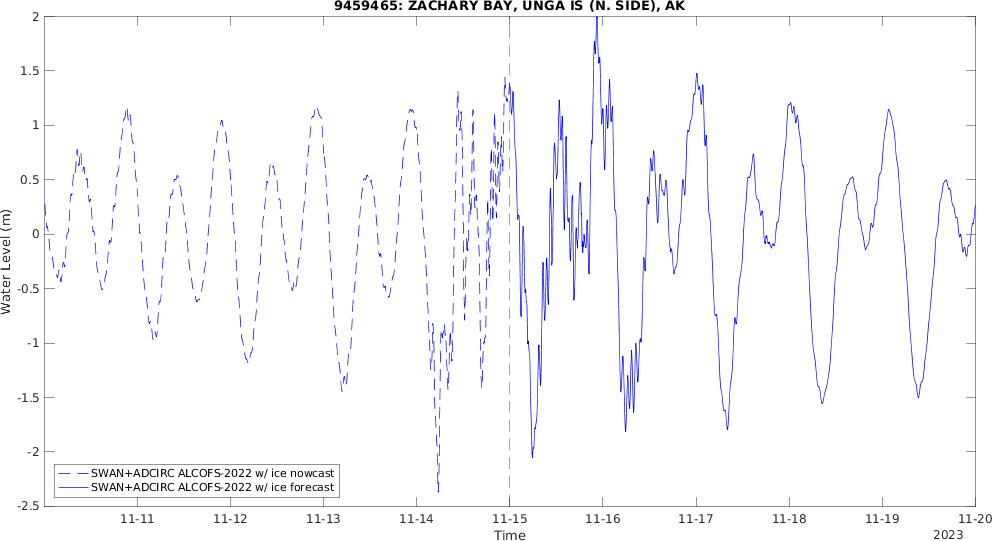 9459465: ZACHARY BAY, UNGA IS (N. SIDE), AK
2
1.5
1
0.5
0
-0.5
-1
-1.5
-2
-2.5
Water Level (m)
SWAN+ADCIRC ALCOFS-2022 w/ ice nowcast
SWAN+ADCIRC ALCOFS-2022 w/ ice forecast
11-11 11-12 11-13 11-14 11-15 11-16 11-17 11-18 11-19 11-20
Time
2023